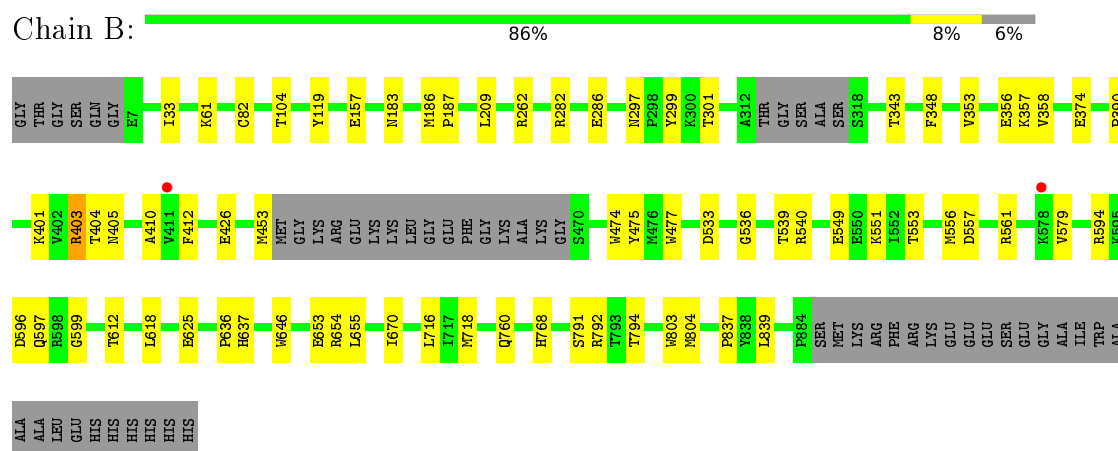 Chain B:
86% 8% 6%
GLY THR GLY SER GLN GLY E7 I33 K61 C82 T104 Y119 E157 N183 M186 P187 L209 R262 R282 E286 N297 P298 Y299 K300 T301 A312 THR GLY SER ALA SER S318 T343 F348 V353 E356 K357 V358 E374
K401 V402 R403 T404 N405 A410 V411 F412 E426 M453 MET GLY LYS ARG GLU LYS LYS LEU GLY GLU PHE GLY LYS ALA LYS GLY S470 W474 Y475 M476 W477 D533 G536 T539 R540 E549 E550 K551 I552 T553 M556 D557 R561 K578 V579 R594 K595
D596 Q597 R598 G599 T612 L618 E625 P636 H637 W646 E653 R654 L655 I670 L716 I717 M718 Q760 H768 S791 R792 T793 T794 W803 M804 P837 Y838 L839 P884 SER MET LYS ARG PHE ARG LYS GLU GLU GLU SER GLU GLY ALA ILE TRP ALA
ALA ALA LEU GLU HIS HIS HIS HIS HIS HIS